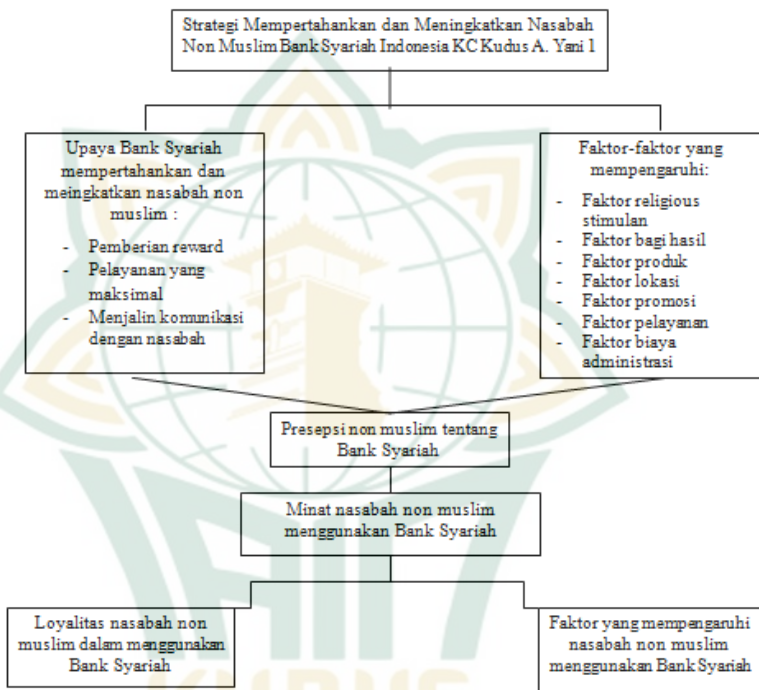 Strategi Mempertahankan dan Meningkatkan Nasabah
Non Muslim Bank Syariah Indonesia KC Kudus A. Yani 1
Upaya Bank Syariah
mempertahankan dan
meingkatkan nasabah non
muslim :
- Pemberian reward
- Pelayanan yang
maksimal
- Menjalin komunikasi
dengan nasabah
Faktor-faktor yang
mempengaruhi:
- Faktor religious
stimulan
- Faktor bagi hasil
- Faktor produk
- Faktor lokasi
- Faktor promosi
- Faktor pelayanan
- Faktor biaya
administrasi
Presepsi non muslim tentang
Bank Syariah
Minat nasabah non muslim
menggunakan Bank Syariah
Loyalitas nasabah non
muslim dalam menggunakan
Bank Syariah
Faktor yang mempengaruhi
nasabah non muslim
menggunakan Bank Syariah
IAIN
KUDUS